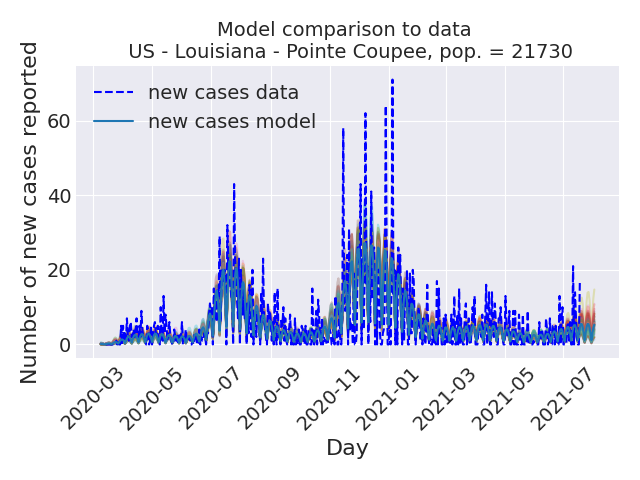 Model comparison to data
US - Louisiana - Pointe Coupee, pop. = 21730
new cases data
new cases model
Number of new cases reported
60
40
20
0
2020-03
2020-05
2020-07
2020-09
2020-11
2021-01
2021-03
2021-05
2021-07
Day